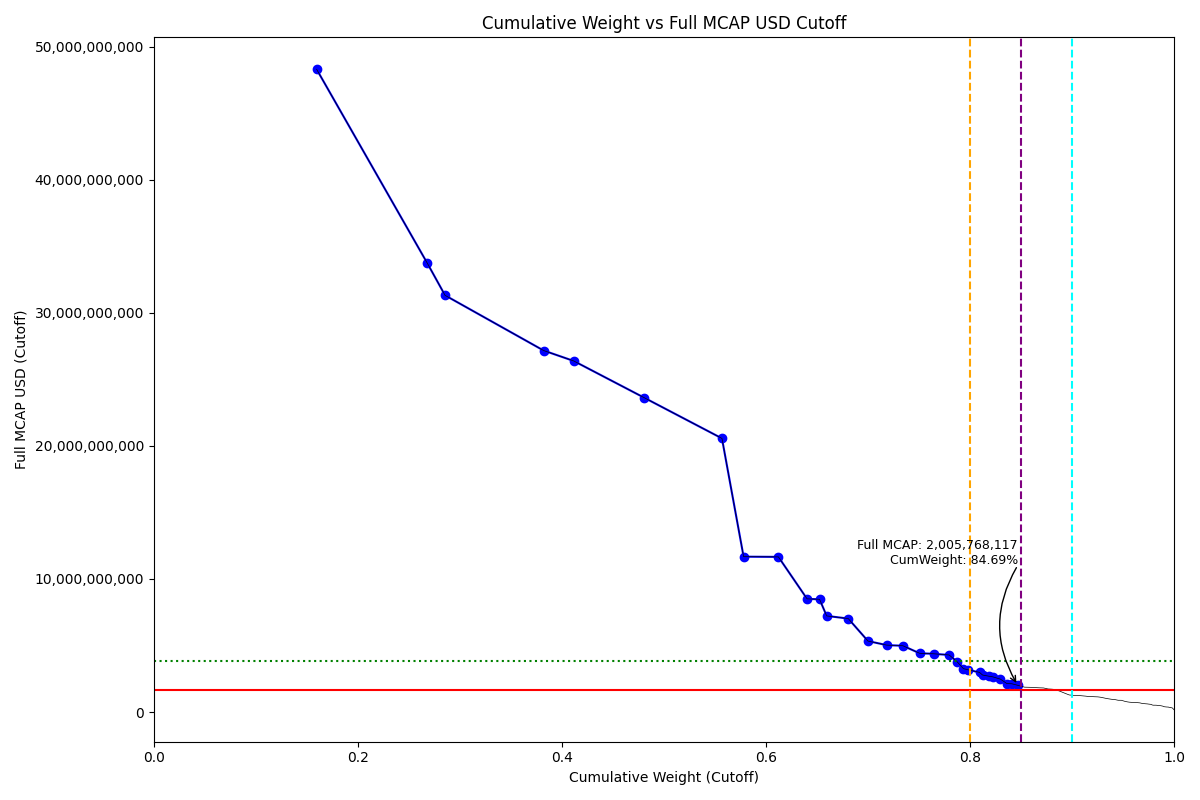 Cumulative Weight vs Full MCAP USD Cutoff
50,000,000,000
40,000,000,000
30,000,000,000
20,000,000,000
10,000,000,000
0
Full MCAP USD (Cutoff)
Full MCAP: 2,005,768,117
CumWeight: 84.69%
0.0
0.2
0.4
0.6
0.8
1.0
Cumulative Weight (Cutoff)